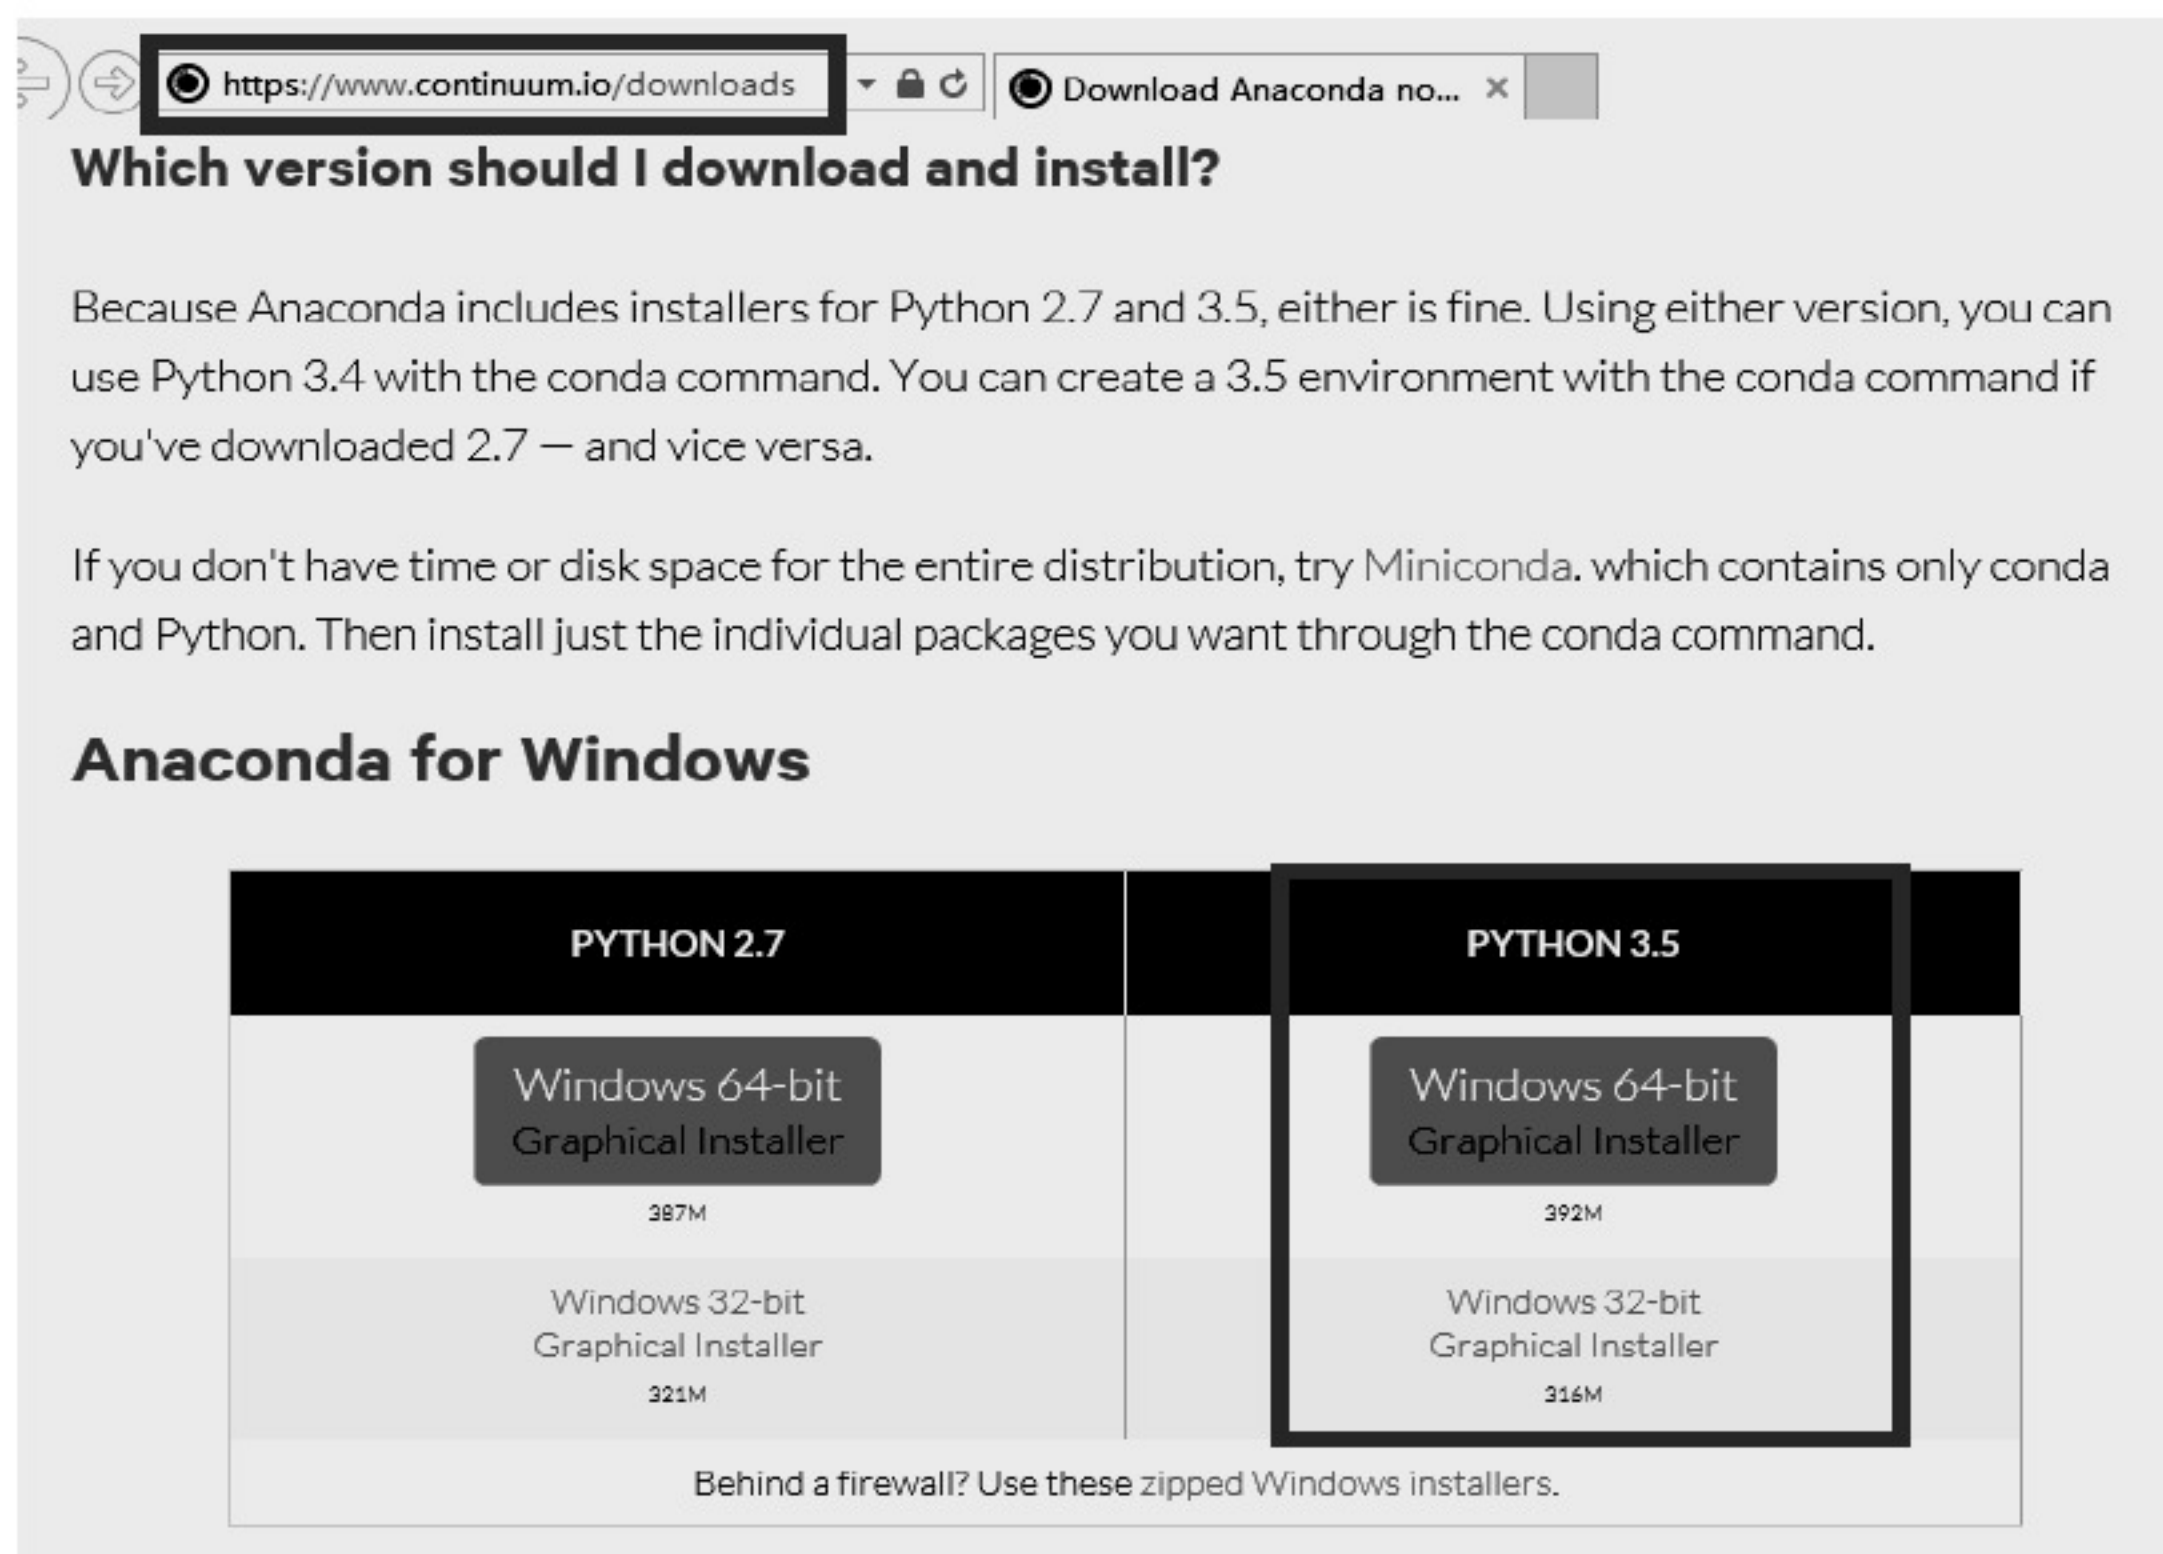 https://www.continuum.io/downloads
Download Anaconda no...
Which version should I download and install?
Because Anaconda includes installers for Python 2.7 and 3.5, either is fine. Using either version, you can
use Python 3.4 with the conda command. You can create a 3.5 environment with the conda command if
you've downloaded 2.7 — and vice versa.
If you don't have time or disk space for the entire distribution, try Miniconda. which contains only conda
and Python. Then install just the individual packages you want through the conda command.
Anaconda for Windows
PYTHON 2.7 PYTHON 3.5
Windows 64-bit Windows 64-bit
Graphical Installer Graphical Installer
387M 392M
Windows 32-bit Windows 32-bit
Graphical Installer Graphical Installer
321M 316M
Behind a firewall? Use these zipped Windows installers.